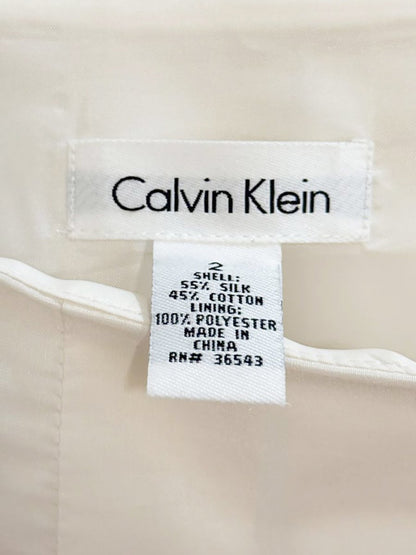 Calvin Klein
2
SHELL:
55% SILK
45% COTTON
LINING:
100% POLYESTER
MADE IN
CHINA
RN# 36543